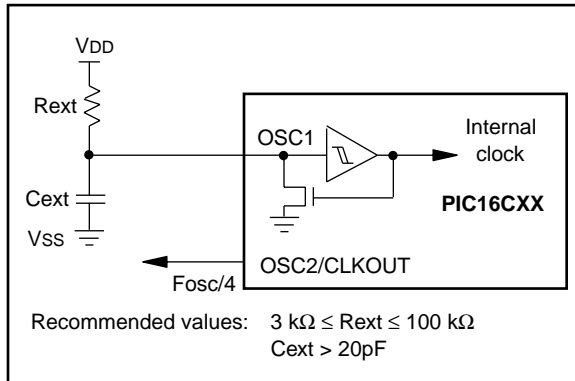 VDD
Rext
Cext
VSS
OSC1
Internal
clock
PIC16CXX
OSC2/CLKOUT
Fosc/4
Recommended values: 3 kΩ ≤ Rext ≤ 100 kΩ
Cext > 20pF